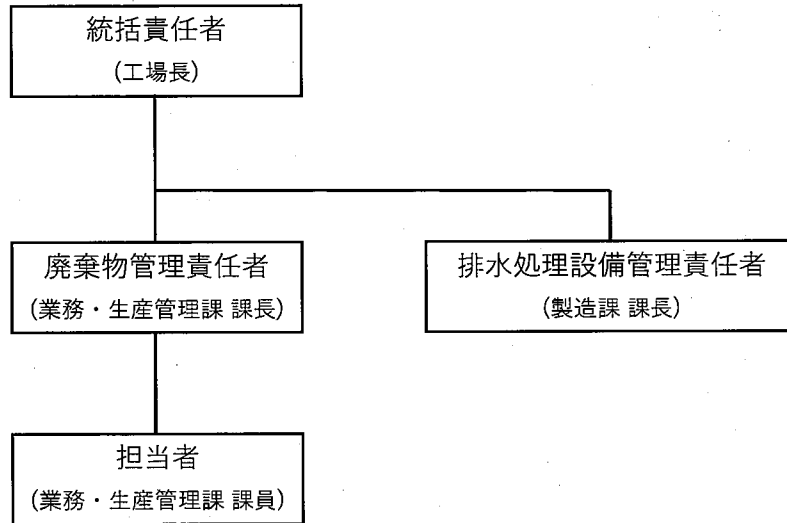 統括責任者
(工場長)
廃棄物管理責任者
(業務・生産管理課 課長)
排水処理設備管理責任者
(製造課 課長)
担当者
(業務・生産管理課 課員)